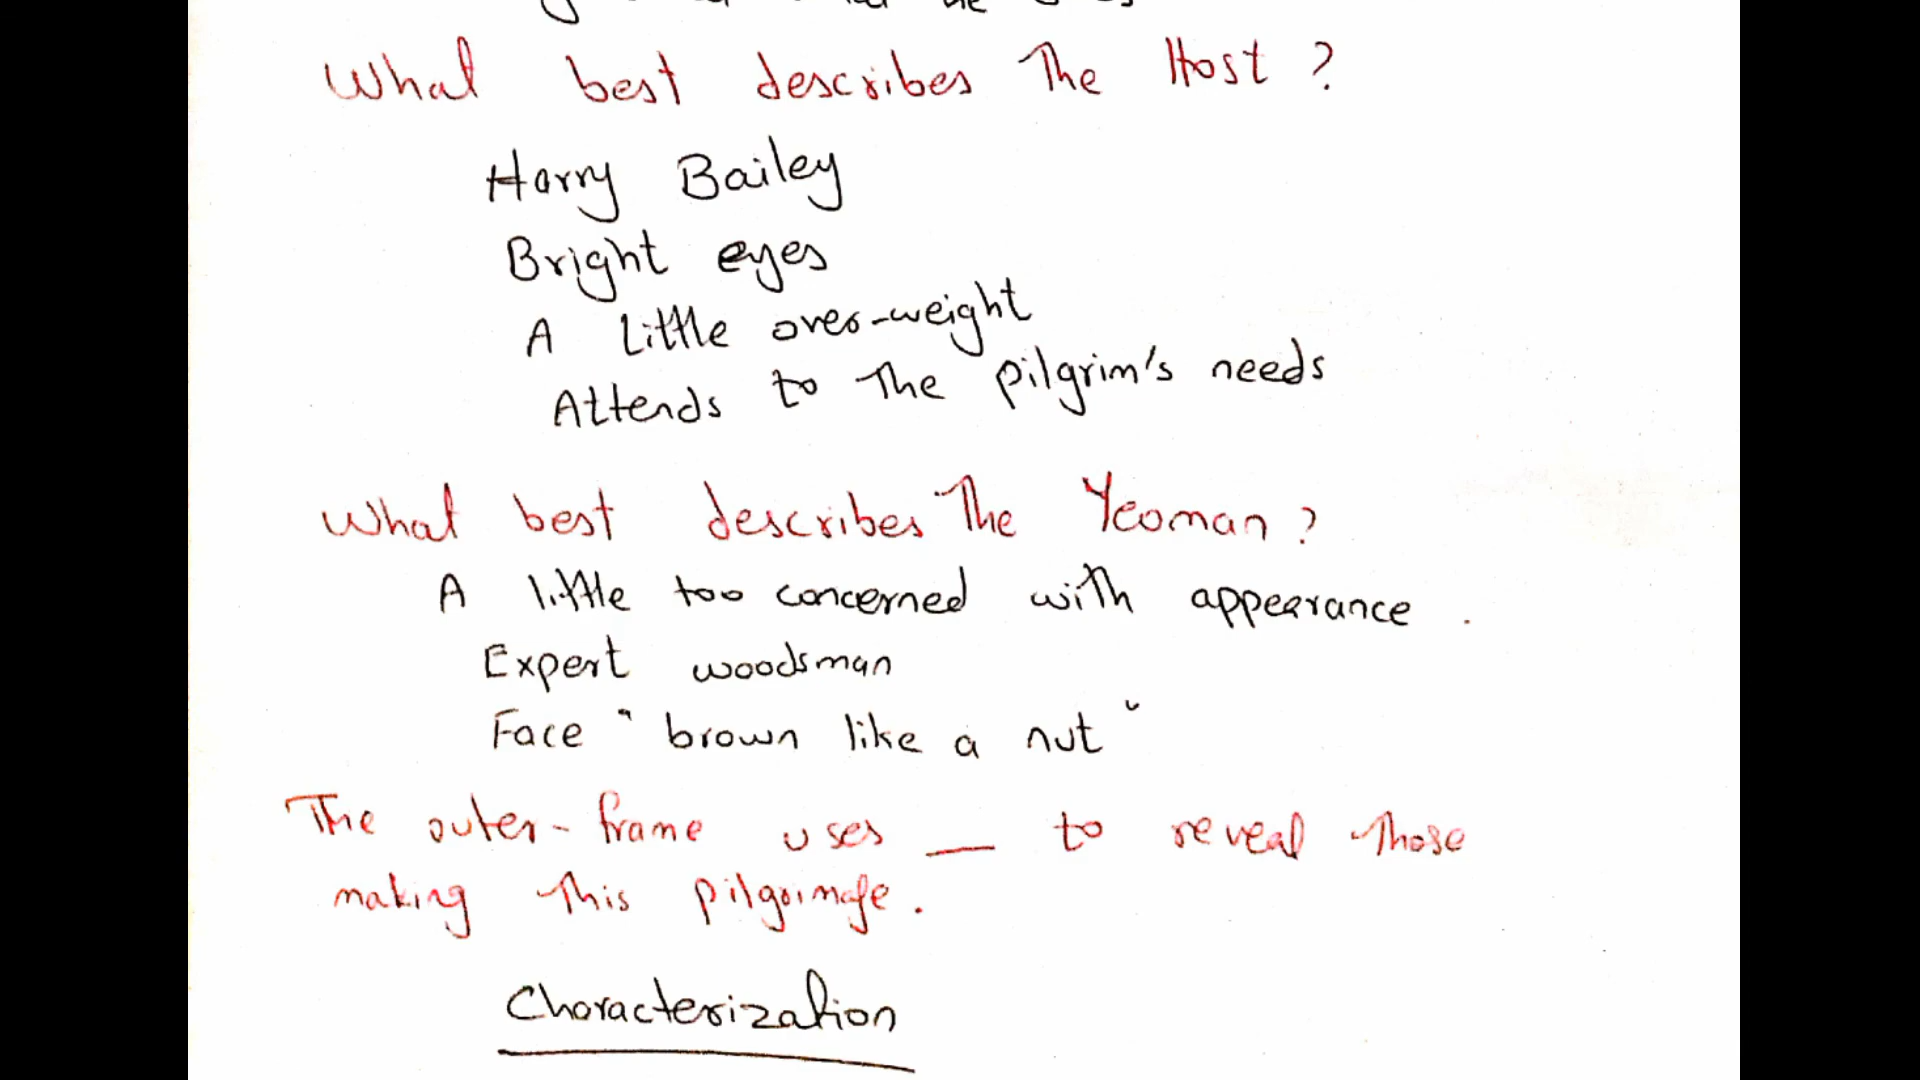 What best describes The Host ?
Harry Bailey
Bright eyes
A little over-weight
Attends to The pilgrim's needs
What best describes The Yeoman ?
A little too concerned with appearance .
Expert woodsman
Face " brown like a nut "
The outer-frame uses __ to reveal Those
making This pilgrimage .
Characterization